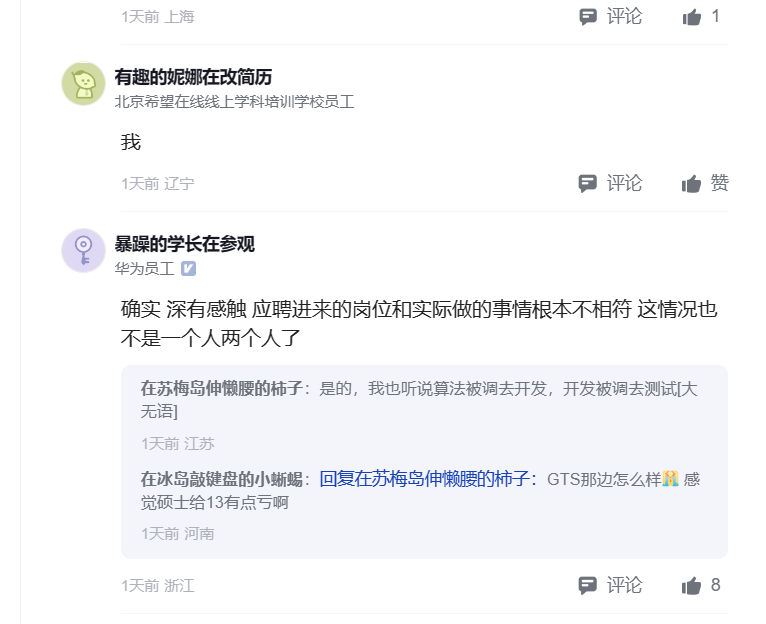 1天前 上海 评论 1
有趣的妮娜在改简历
北京希望在线线上学科培训学校员工
我
1天前 辽宁 评论 赞
暴躁的学长在参观
华为员工
确实 深有感触 应聘进来的岗位和实际做的事情根本不相符 这情况也
不是一个人两个人了
在苏梅岛伸懒腰的柿子：是的，我也听说算法被调去开发，开发被调去测试[大
无语]
1天前 江苏
在冰岛敲键盘的小蜥蜴：回复在苏梅岛伸懒腰的柿子：GTS那边怎么样 感
觉硕士给13有点亏啊
1天前 河南
1天前 浙江 评论 8